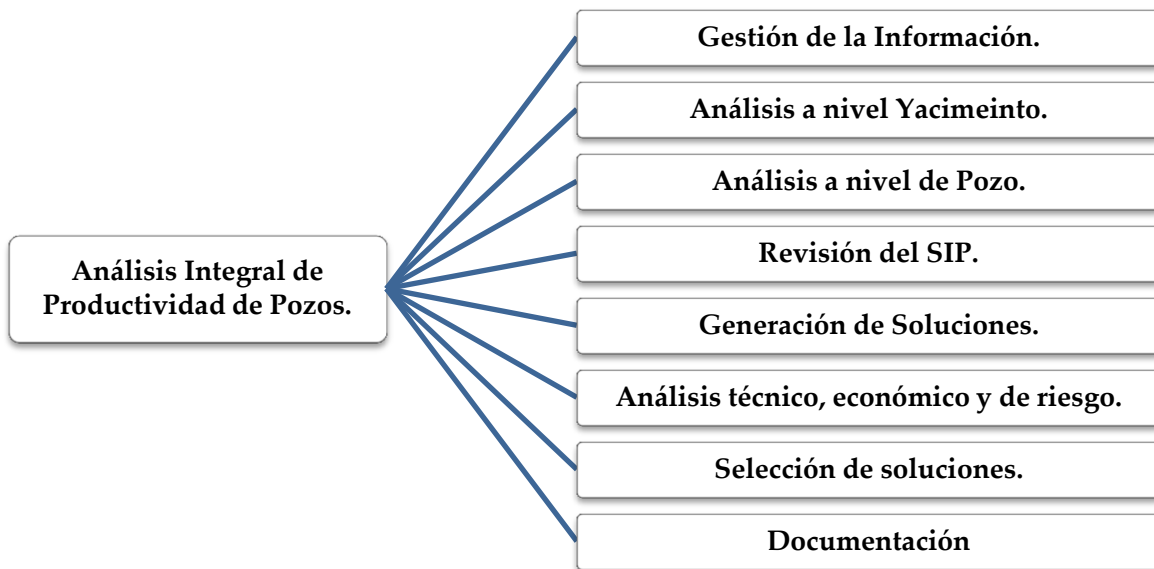 Gestión de la Información.
Análisis a nivel Yacimeinto.
Análisis a nivel de Pozo.
Análisis Integral de
Productividad de Pozos.
Revisión del SIP.
Generación de Soluciones.
Análisis técnico, económico y de riesgo.
Selección de soluciones.
Documentación